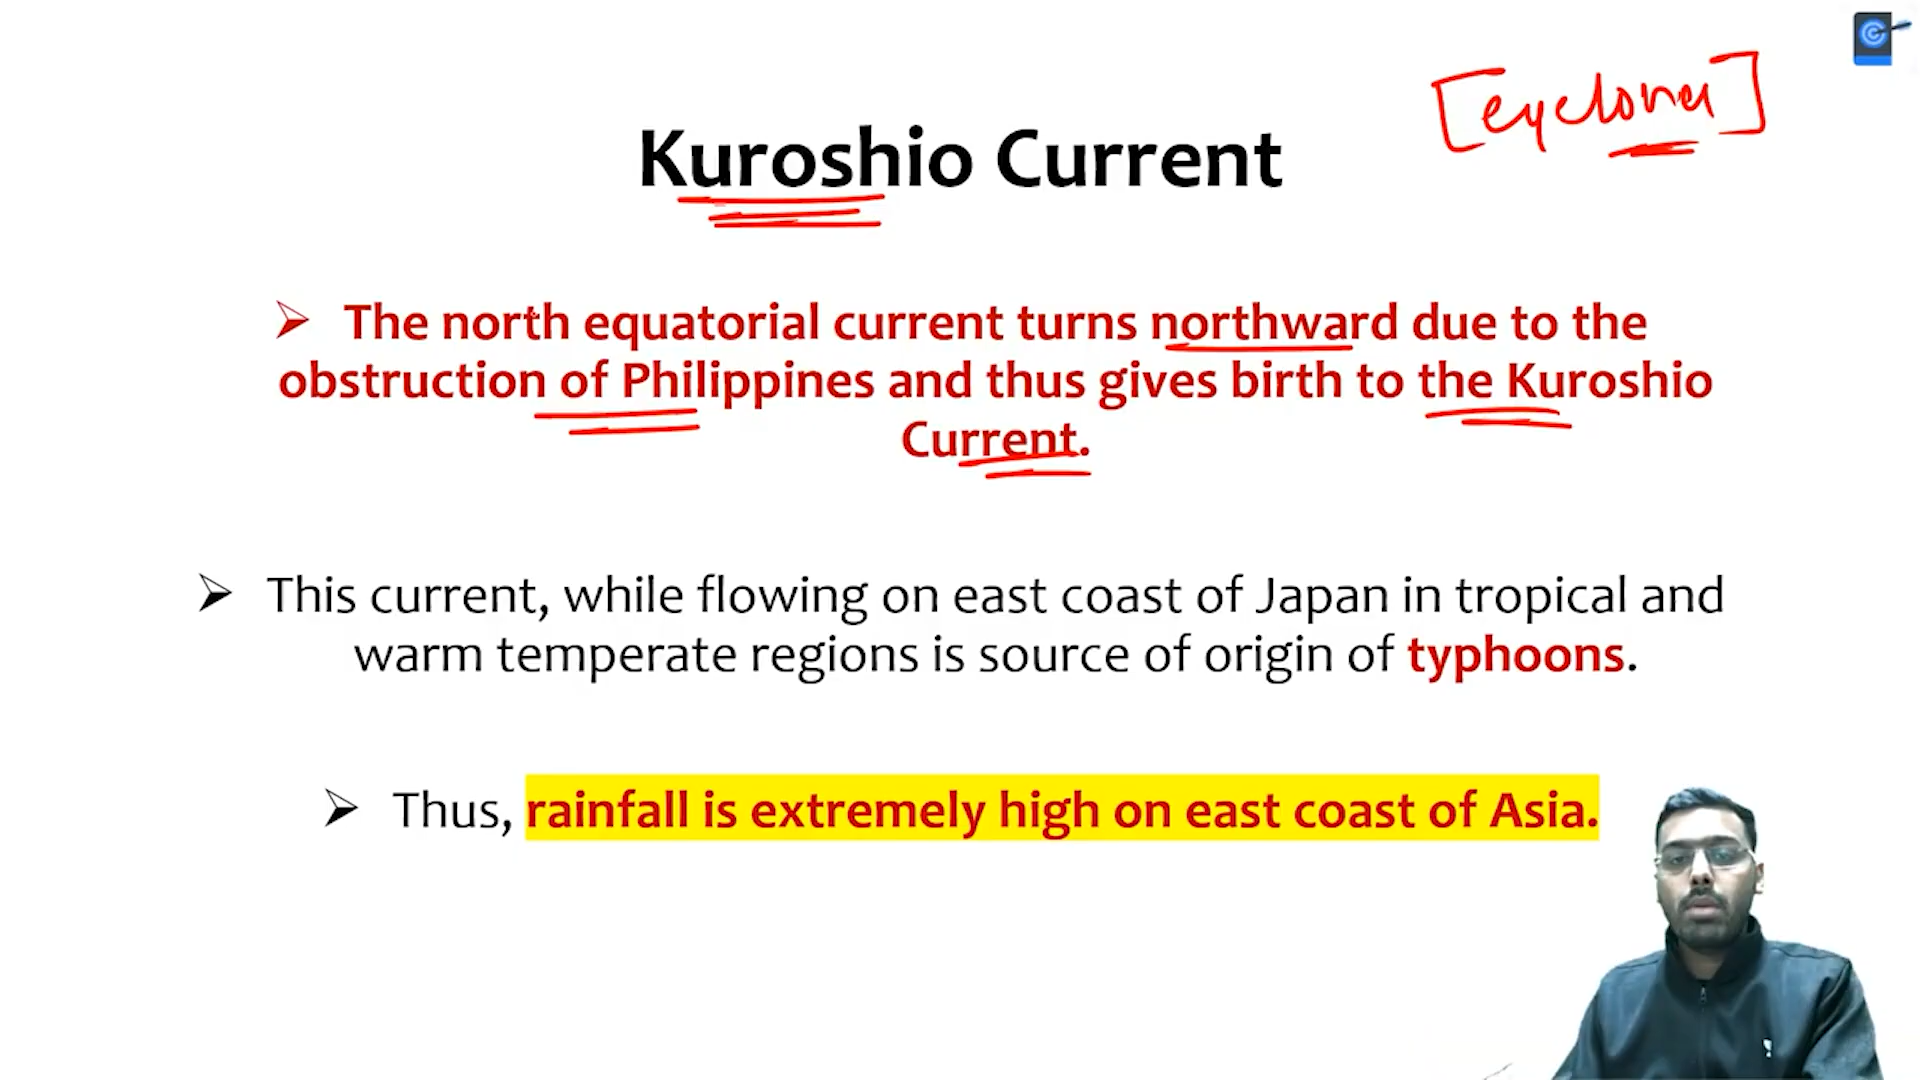 [cyclones]
Kuroshio Current
➢ The north equatorial current turns northward due to the
obstruction of Philippines and thus gives birth to the Kuroshio
Current.
➢ This current, while flowing on east coast of Japan in tropical and
warm temperate regions is source of origin of typhoons.
➢ Thus, rainfall is extremely high on east coast of Asia.